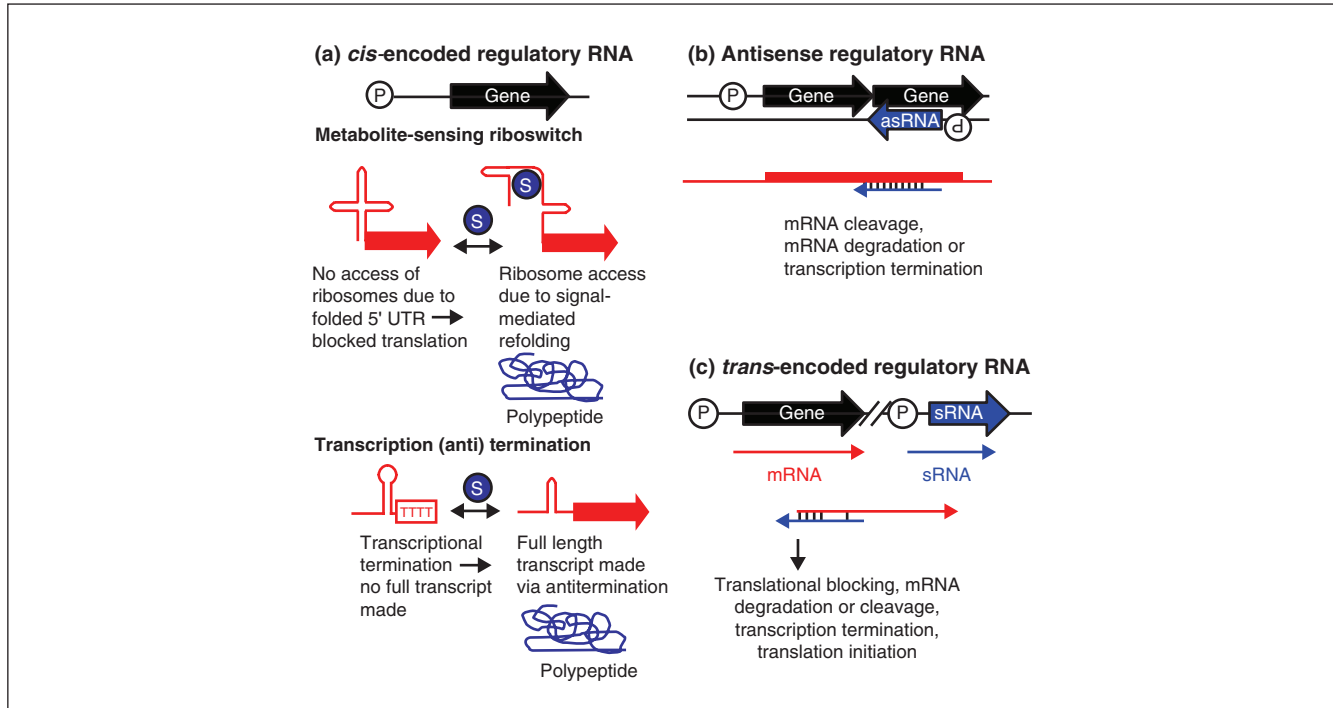 (a) cis-encoded regulatory RNA
P
Gene
Metabolite-sensing riboswitch
S
S
No access of
ribosomes due to
folded 5' UTR
blocked translation
Ribosome access
due to signal-
mediated
refolding
Polypeptide
Transcription (anti) termination
S
TTTT
Transcriptional
termination
no full transcript
made
Full length
transcript made
via antitermination
Polypeptide
(b) Antisense regulatory RNA
P
Gene
Gene
asRNA
P
mRNA cleavage,
mRNA degradation or
transcription termination
(c) trans-encoded regulatory RNA
P
Gene
P
sRNA
mRNA
sRNA
Translational blocking, mRNA
degradation or cleavage,
transcription termination,
translation initiation